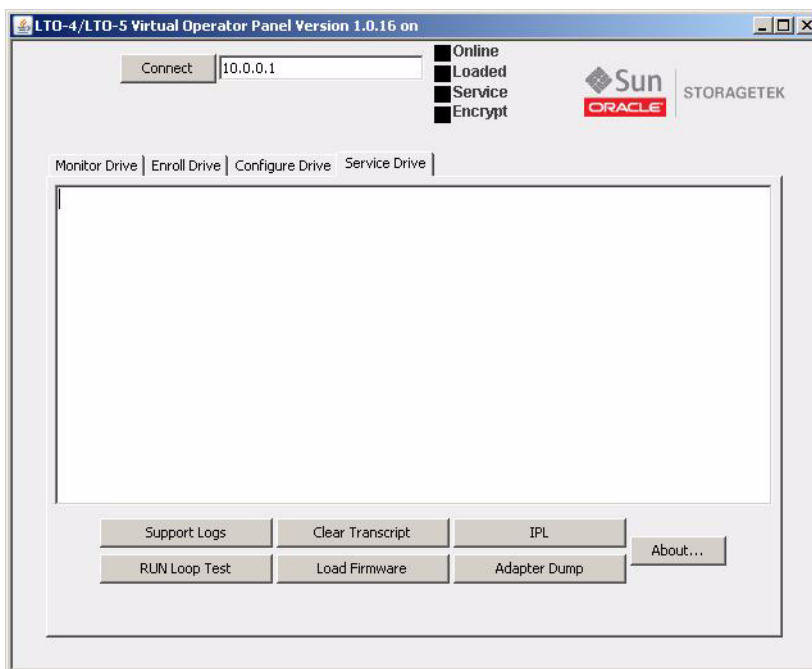 LTO-4/LTO-5 Virtual Operator Panel Version 1.0.16 on
Connect
10.0.0.1
Online
Loaded
Service
Encrypt
Sun
ORACLE
STORAGETEK
Monitor Drive
Enroll Drive
Configure Drive
Service Drive
Support Logs
Clear Transcript
IPL
About...
RUN Loop Test
Load Firmware
Adapter Dump